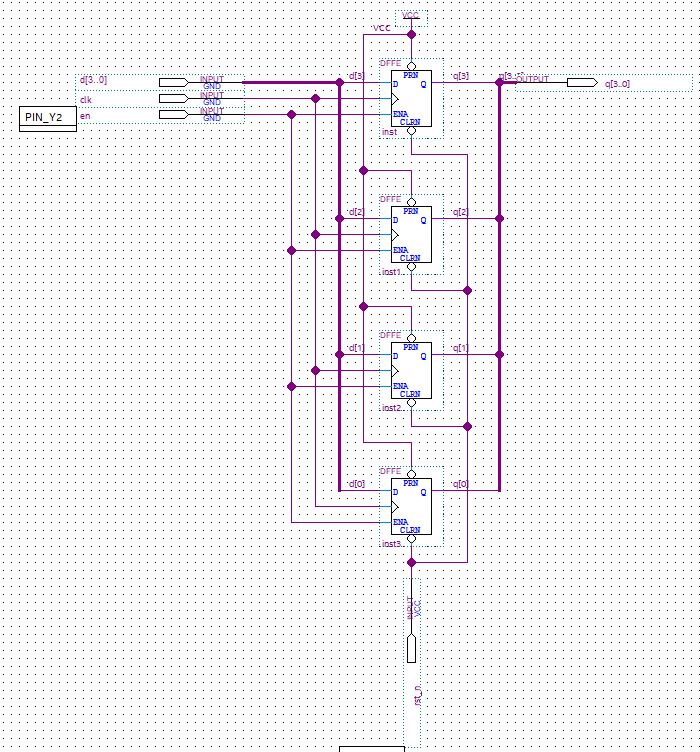 VCC
VCC
DFFE
d[3..0] INPUT GND d[3] PRN D Q q[3] OUTPUT q[3..0]
clk INPUT GND
en INPUT GND ENA
PIN_Y2
CLRN
inst
DFFE
d[2] PRN D Q q[2]
ENA
CLRN
inst1
DFFE
d[1] PRN D Q q[1]
ENA
CLRN
inst2
DFFE
d[0] PRN D Q q[0]
ENA
CLRN
inst3
INPUT
VCC
rst_n